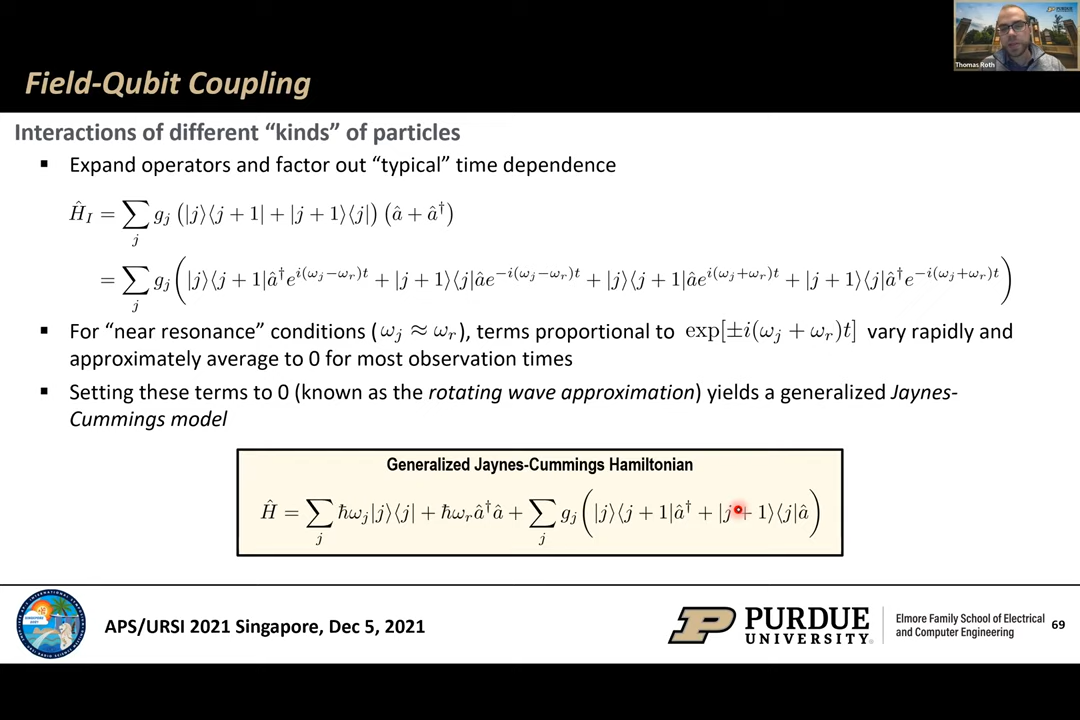 PURDUE
Thomas Roth
Field-Qubit Coupling
Interactions of different “kinds” of particles
▪ Expand operators and factor out “typical” time dependence
Ĥ_I = ∑_j g_j (|j⟩⟨j + 1| + |j + 1⟩⟨j|) (â + â†)
= ∑_j g_j (|j⟩⟨j + 1|â†e^{i(ω_j−ω_r)t} + |j + 1⟩⟨j|âe^{−i(ω_j−ω_r)t} + |j⟩⟨j + 1|âe^{i(ω_j+ω_r)t} + |j + 1⟩⟨j|â†e^{−i(ω_j+ω_r)t})
▪ For “near resonance” conditions (ω_j ≈ ω_r), terms proportional to exp[±i(ω_j + ω_r)t] vary rapidly and
approximately average to 0 for most observation times
▪ Setting these terms to 0 (known as the rotating wave approximation) yields a generalized Jaynes-
Cummings model
Generalized Jaynes-Cummings Hamiltonian
Ĥ = ∑_j ħω_j|j⟩⟨j| + ħω_r â†â + ∑_j g_j (|j⟩⟨j + 1|â† + |j + 1⟩⟨j|â)
APS/URSI 2021 Singapore, Dec 5, 2021
PURDUE
UNIVERSITY®
Elmore Family School of Electrical
and Computer Engineering
69